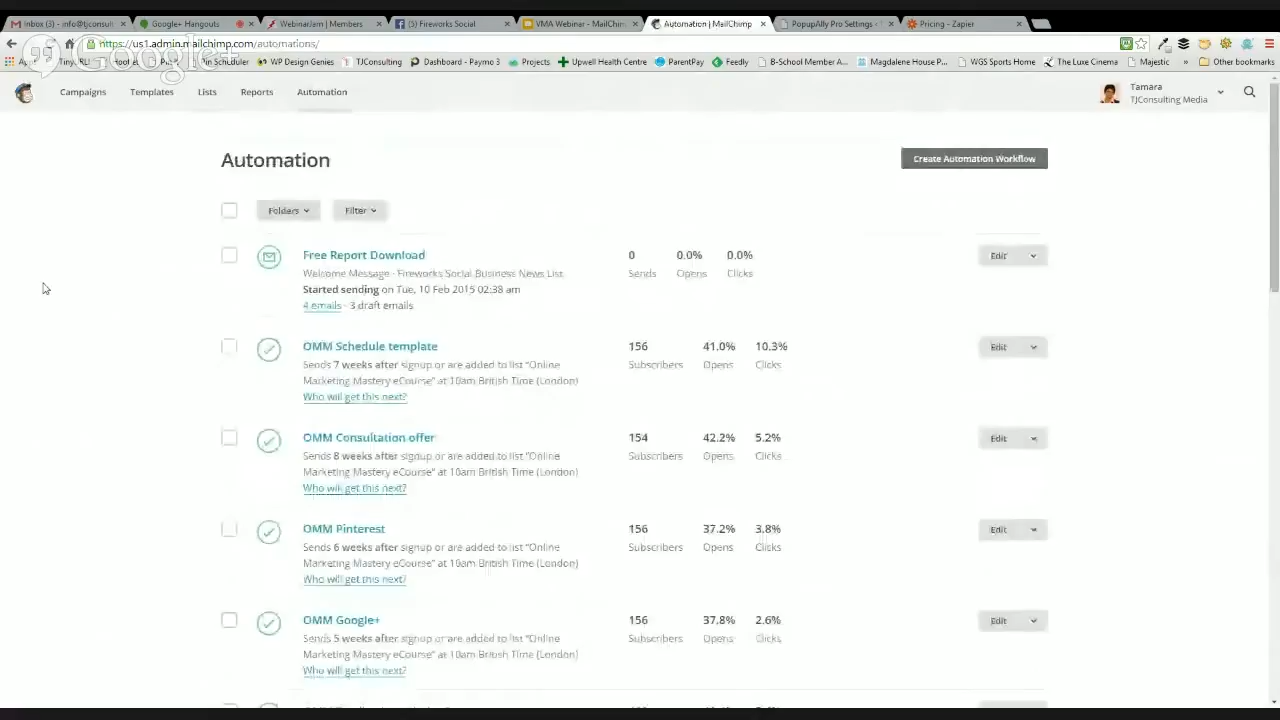 Inbox (3) - info@tjconsult
Google+ Hangouts
WebinarJam | Members
(5) Fireworks Social
VMA Webinar - MailChim
Automation | MailChimp
PopupAlly Pro Settings -
Pricing - Zapier
https://us1.admin.mailchimp.com/automations/
Google+
Pin Scheduler
WP Design Genies
TJConsulting
Dashboard - Paymo 3
Projects
Upwell Health Centre
ParentPay
Feedly
B-School Member A...
Magdalene House P...
WGS Sports Home
The Luxe Cinema
Majestic
»
Other bookmarks
Campaigns
Templates
Lists
Reports
Automation
Tamara
TJConsulting Media
Automation
Create Automation Workflow
Folders
Filter
Free Report Download
0
0.0%
0.0%
Edit
Welcome Message · Fireworks Social Business News List
Sends
Opens
Clicks
Started sending on Tue, 10 Feb 2015 02:38 am
4 emails · 3 draft emails
OMM Schedule template
156
41.0%
10.3%
Edit
Sends 7 weeks after signup or are added to list "Online
Subscribers
Opens
Clicks
Marketing Mastery eCourse" at 10am British Time (London)
Who will get this next?
OMM Consultation offer
154
42.2%
5.2%
Edit
Sends 8 weeks after signup or are added to list "Online
Subscribers
Opens
Clicks
Marketing Mastery eCourse" at 10am British Time (London)
Who will get this next?
OMM Pinterest
156
37.2%
3.8%
Edit
Sends 6 weeks after signup or are added to list "Online
Subscribers
Opens
Clicks
Marketing Mastery eCourse" at 10am British Time (London)
Who will get this next?
OMM Google+
156
37.8%
2.6%
Edit
Sends 5 weeks after signup or are added to list "Online
Subscribers
Opens
Clicks
Marketing Mastery eCourse" at 10am British Time (London)
Who will get this next?